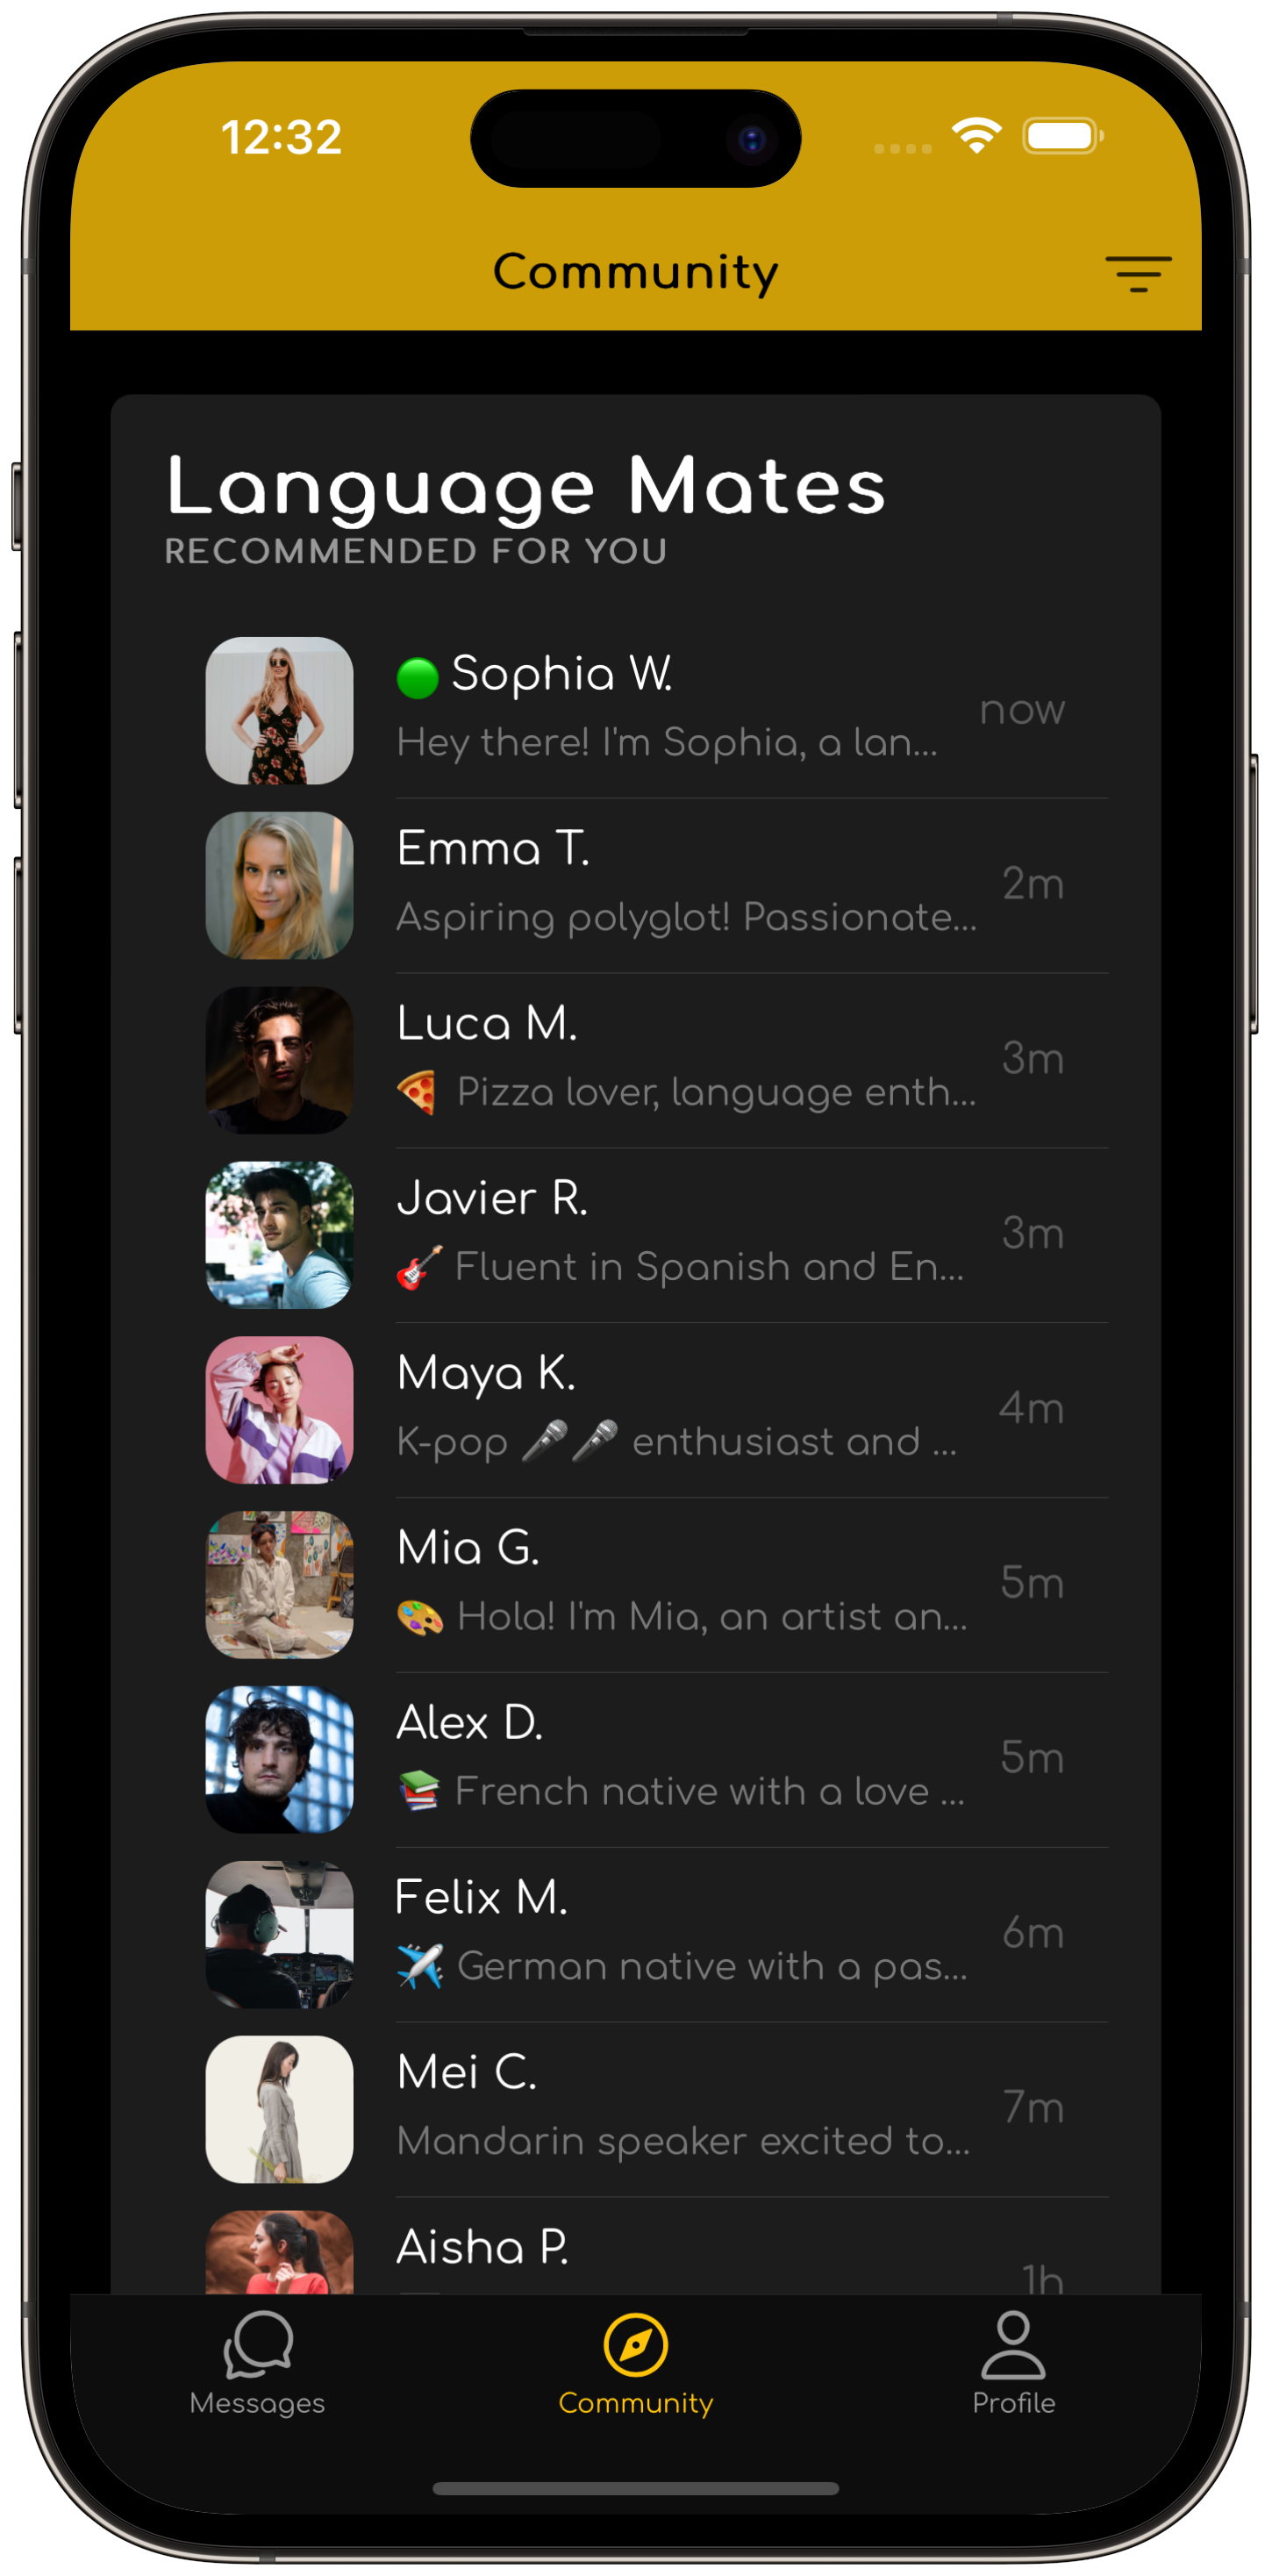 12:32
Community
Language Mates
RECOMMENDED FOR YOU
🟢 Sophia W.
now
Hey there! I'm Sophia, a lan...
Emma T.
2m
Aspiring polyglot! Passionate...
Luca M.
3m
🍕 Pizza lover, language enth...
Javier R.
3m
🎸 Fluent in Spanish and En...
Maya K.
4m
K-pop 🎤🎤 enthusiast and ...
Mia G.
5m
🎨 Hola! I'm Mia, an artist an...
Alex D.
5m
📚 French native with a love ...
Felix M.
6m
✈️ German native with a pas...
Mei C.
7m
Mandarin speaker excited to...
Aisha P.
1h
Messages
Community
Profile